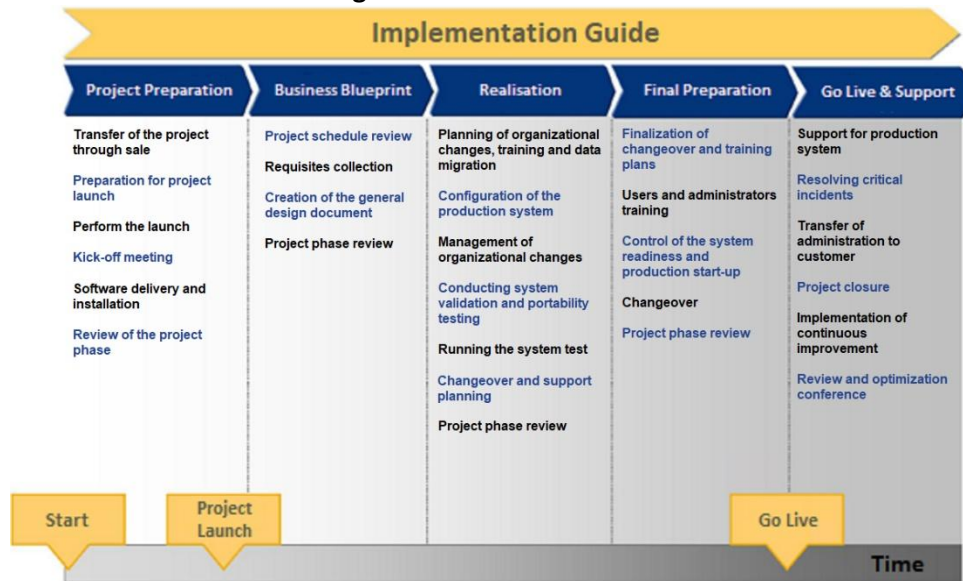 Implementation Guide
Project Preparation
Business Blueprint
Realisation
Final Preparation
Go Live & Support
Transfer of the project
through sale
Preparation for project
launch
Perform the launch
Kick-off meeting
Software delivery and
installation
Review of the project
phase
Project schedule review
Requisites collection
Creation of the general
design document
Project phase review
Planning of organizational
changes, training and data
migration
Configuration of the
production system
Management of
organizational changes
Conducting system
validation and portability
testing
Running the system test
Changeover and support
planning
Project phase review
Finalization of
changeover and training
plans
Users and administrators
training
Control of the system
readiness and
production start-up
Changeover
Project phase review
Support for production
system
Resolving critical
incidents
Transfer of
administration to
customer
Project closure
Implementation of
continuous
improvement
Review and optimization
conference
Start
Project
Launch
Go Live
Time